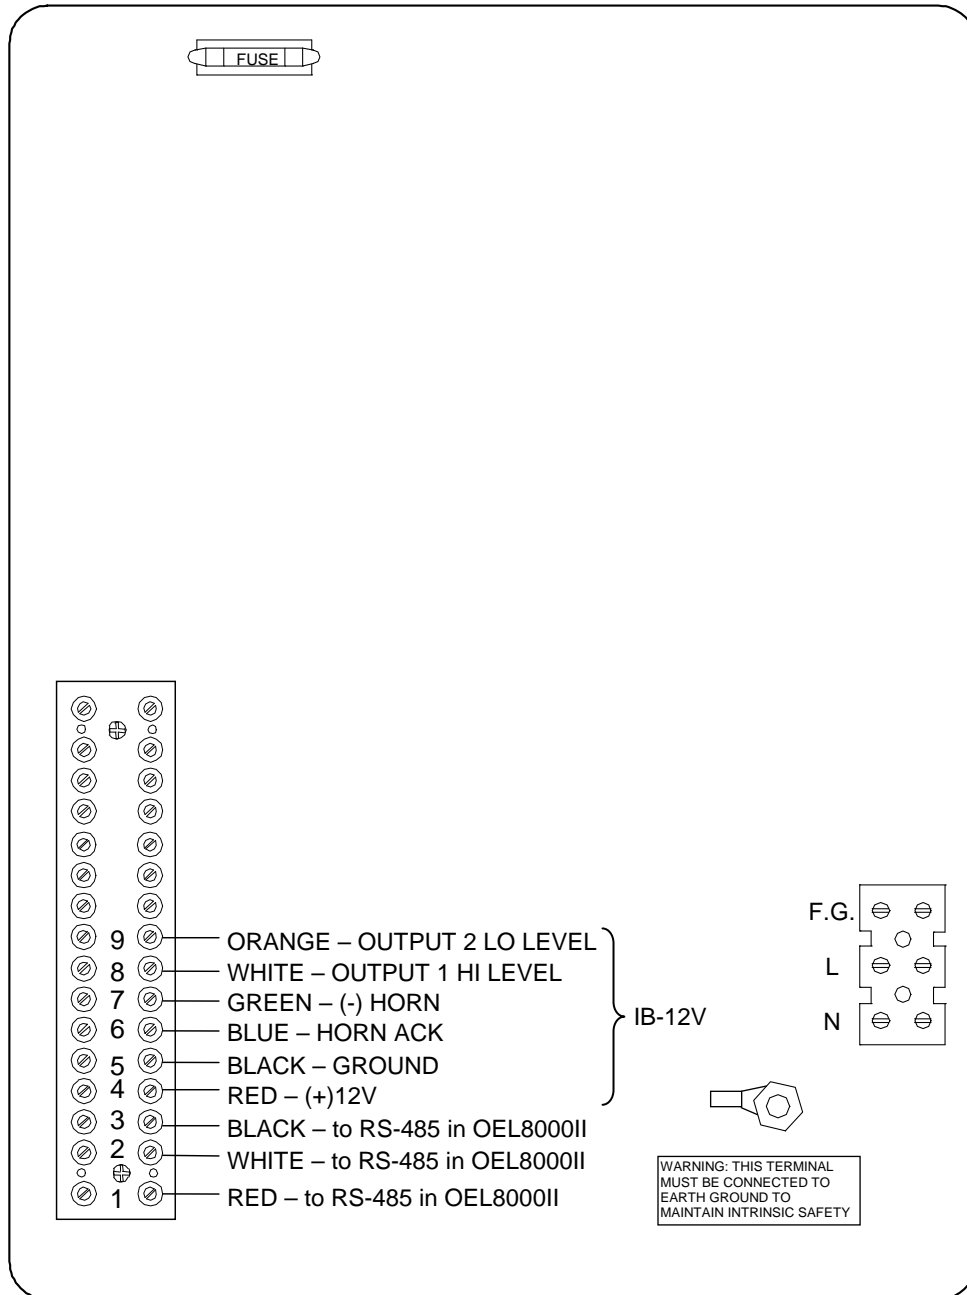 FUSE
9 ORANGE – OUTPUT 2 LO LEVEL
8 WHITE – OUTPUT 1 HI LEVEL
7 GREEN – (-) HORN
6 BLUE – HORN ACK
5 BLACK – GROUND
4 RED – (+)12V
IB-12V
3 BLACK – to RS-485 in OEL8000II
2 WHITE – to RS-485 in OEL8000II
1 RED – to RS-485 in OEL8000II
F.G.
L
N
WARNING: THIS TERMINAL
MUST BE CONNECTED TO
EARTH GROUND TO
MAINTAIN INTRINSIC SAFETY